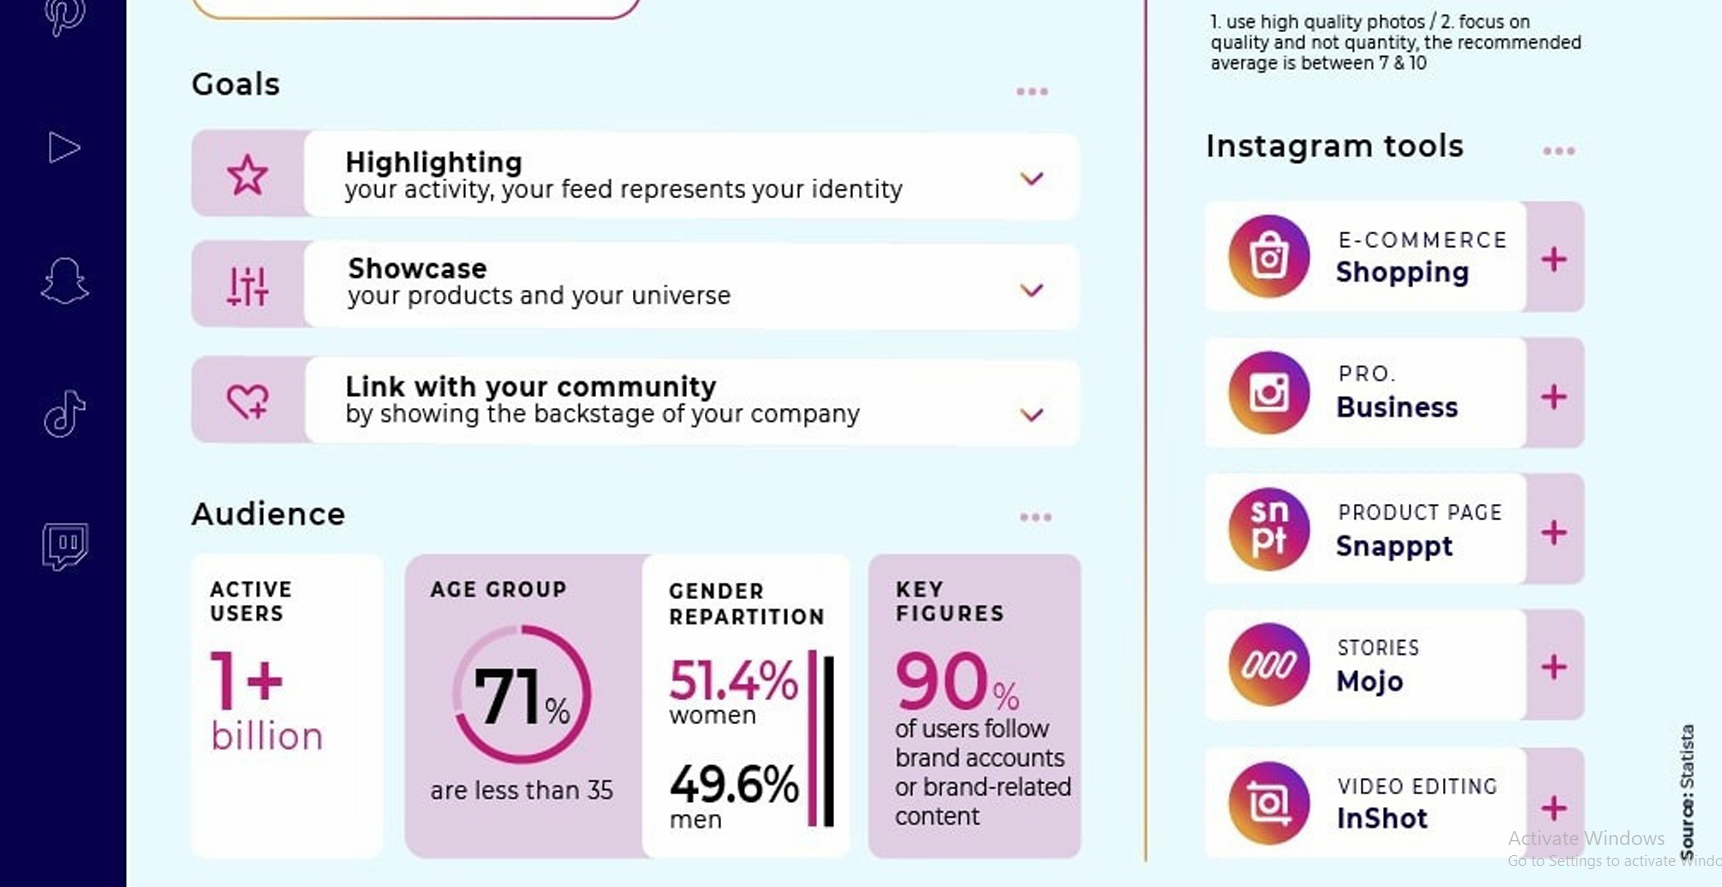 Goals
Highlighting
your activity, your feed represents your identity
Showcase
your products and your universe
Link with your community
by showing the backstage of your company
Audience
ACTIVE
USERS
1+
billion
AGE GROUP
71%
are less than 35
GENDER
REPARTITION
51.4%
women
49.6%
men
KEY
FIGURES
90%
of users follow
brand accounts
or brand-related
content
1. use high quality photos / 2. focus on
quality and not quantity, the recommended
average is between 7 & 10
Instagram tools
E-COMMERCE
Shopping
PRO.
Business
sn
pt
PRODUCT PAGE
Snapppt
STORIES
Mojo
VIDEO EDITING
InShot
Source: Statista
Activate Windows
Go to Settings to activate Windo